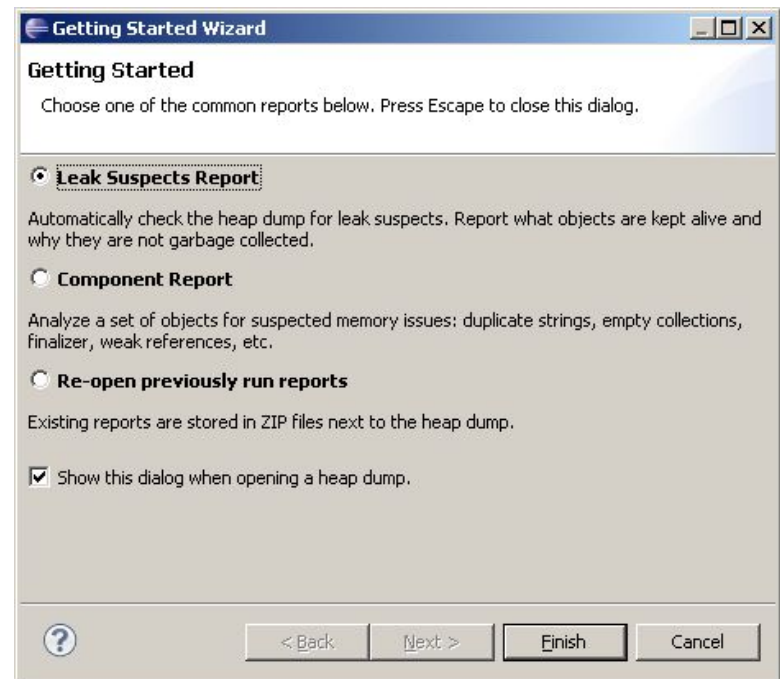 Getting Started Wizard
Getting Started
Choose one of the common reports below. Press Escape to close this dialog.
Leak Suspects Report
Automatically check the heap dump for leak suspects. Report what objects are kept alive and
why they are not garbage collected.
Component Report
Analyze a set of objects for suspected memory issues: duplicate strings, empty collections,
finalizer, weak references, etc.
Re-open previously run reports
Existing reports are stored in ZIP files next to the heap dump.
Show this dialog when opening a heap dump.
? < Back Next > Finish Cancel